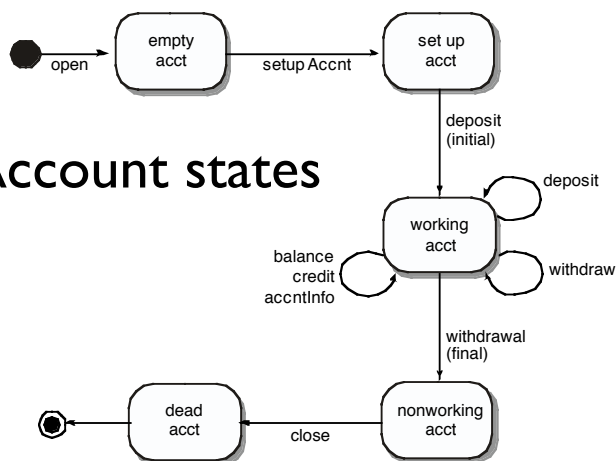 empty
acct
set up
acct
open
setup Accnt
deposit
(initial)
Account states
deposit
working
acct
balance
credit
accntInfo
withdraw
withdrawal
(final)
dead
acct
nonworking
acct
close